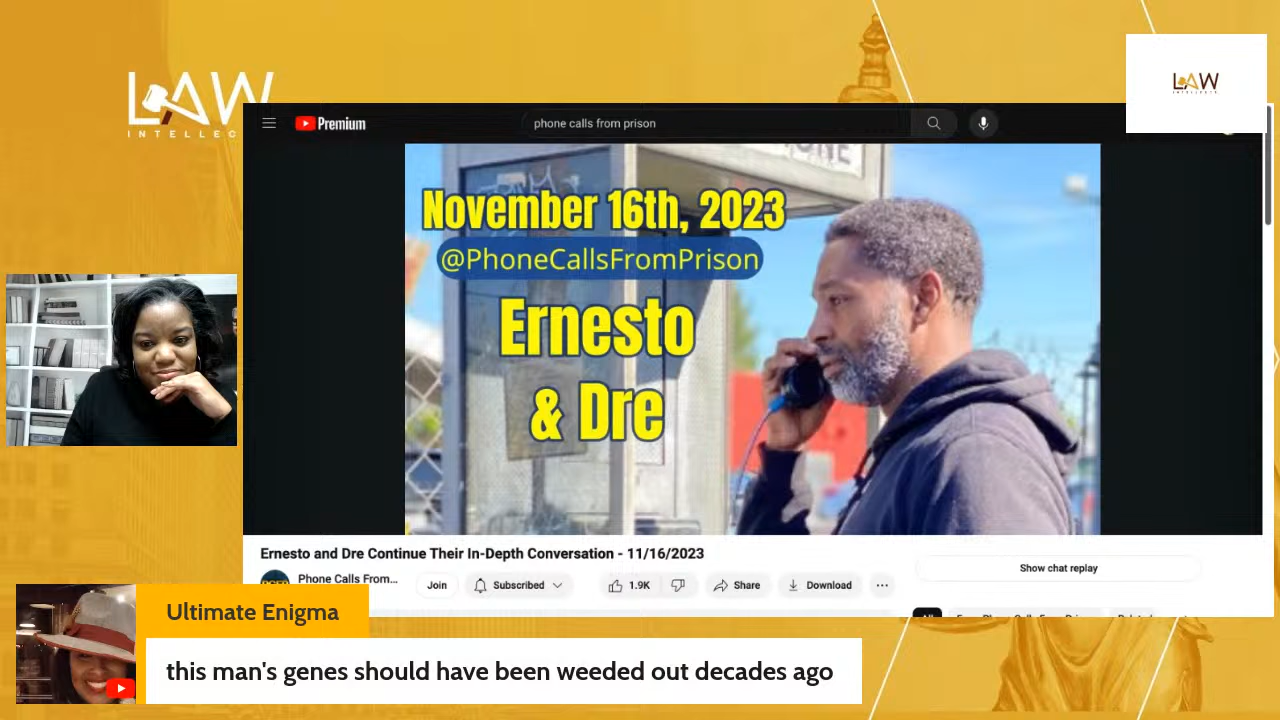 LAW
INTELLEC
LAW
INTELLECTS
Premium
phone calls from prison
November 16th, 2023
@PhoneCallsFromPrison
Ernesto
& Dre
Ernesto and Dre Continue Their In-Depth Conversation - 11/16/2023
Phone Calls From...
Join
Subscribed
1.9K
Share
Download
Show chat replay
Ultimate Enigma
this man's genes should have been weeded out decades ago